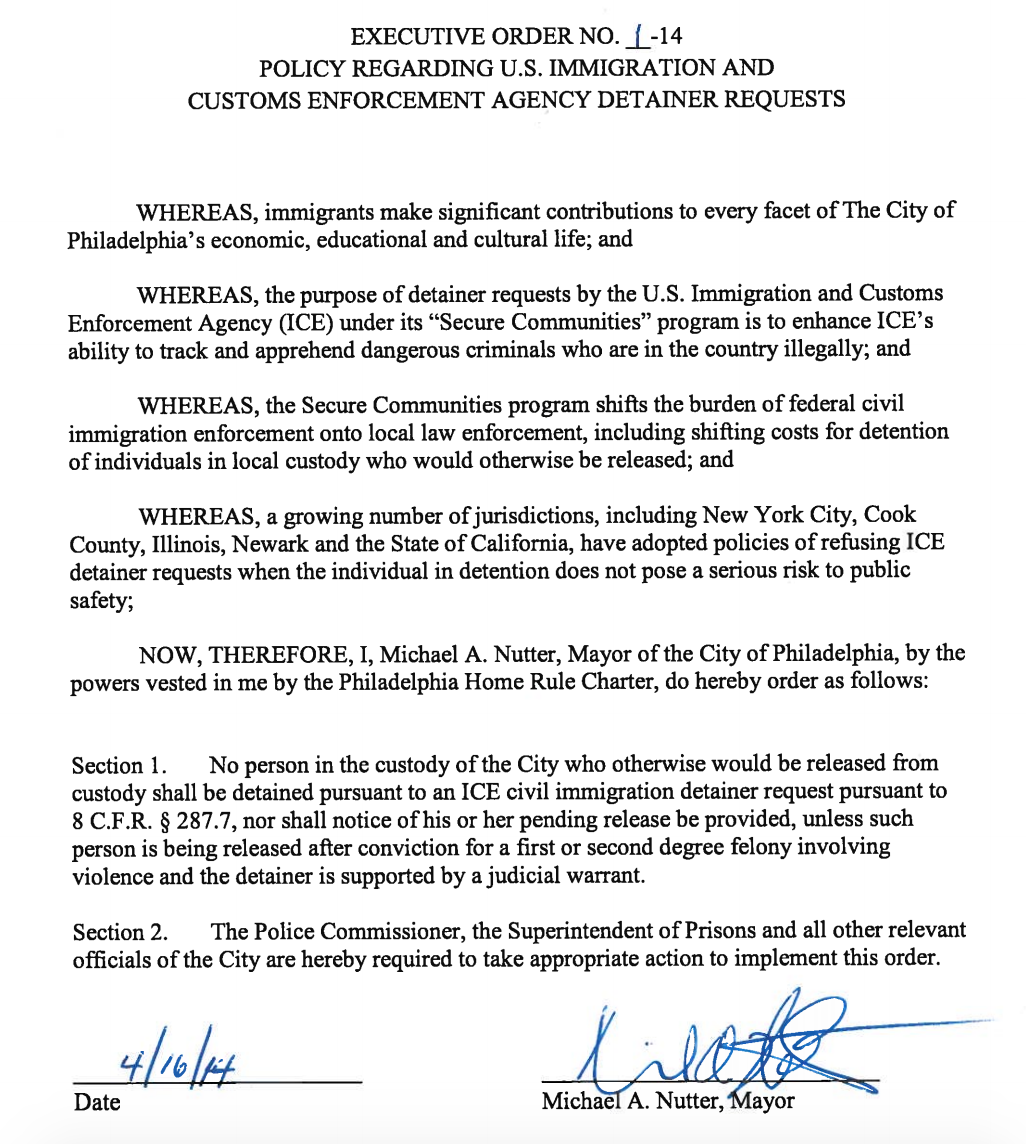 EXECUTIVE ORDER NO. 1-14
POLICY REGARDING U.S. IMMIGRATION AND
CUSTOMS ENFORCEMENT AGENCY DETAINER REQUESTS
WHEREAS, immigrants make significant contributions to every facet of The City of
Philadelphia's economic, educational and cultural life; and
WHEREAS, the purpose of detainer requests by the U.S. Immigration and Customs
Enforcement Agency (ICE) under its “Secure Communities” program is to enhance ICE's
ability to track and apprehend dangerous criminals who are in the country illegally; and
WHEREAS, the Secure Communities program shifts the burden of federal civil
immigration enforcement onto local law enforcement, including shifting costs for detention
of individuals in local custody who would otherwise be released; and
WHEREAS, a growing number of jurisdictions, including New York City, Cook
County, Illinois, Newark and the State of California, have adopted policies of refusing ICE
detainer requests when the individual in detention does not pose a serious risk to public
safety;
NOW, THEREFORE, I, Michael A. Nutter, Mayor of the City of Philadelphia, by the
powers vested in me by the Philadelphia Home Rule Charter, do hereby order as follows:
Section 1. No person in the custody of the City who otherwise would be released from
custody shall be detained pursuant to an ICE civil immigration detainer request pursuant to
8 C.F.R. § 287.7, nor shall notice of his or her pending release be provided, unless such
person is being released after conviction for a first or second degree felony involving
violence and the detainer is supported by a judicial warrant.
Section 2. The Police Commissioner, the Superintendent of Prisons and all other relevant
officials of the City are hereby required to take appropriate action to implement this order.
4/16/14
Date
Michael A. Nutter, Mayor